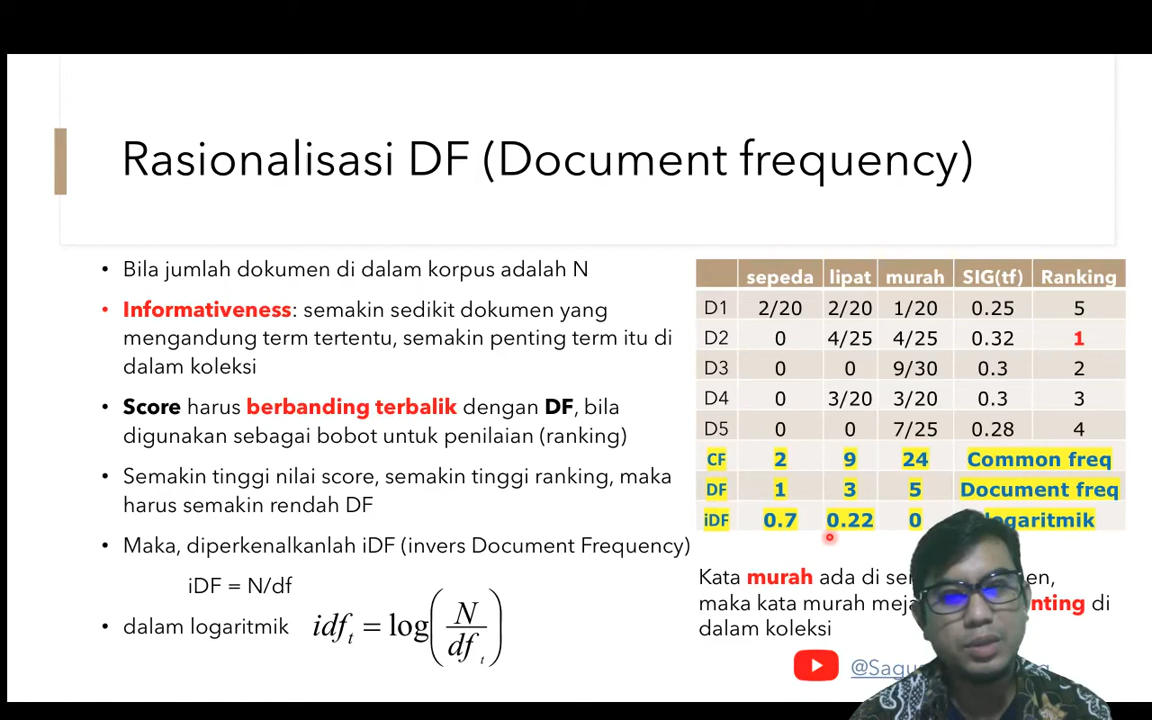 Rasionalisasi DF (Document frequency)
• Bila jumlah dokumen di dalam korpus adalah N
• Informativeness: semakin sedikit dokumen yang
mengandung term tertentu, semakin penting term itu di
dalam koleksi
• Score harus berbanding terbalik dengan DF, bila
digunakan sebagai bobot untuk penilaian (ranking)
• Semakin tinggi nilai score, semakin tinggi ranking, maka
harus semakin rendah DF
• Maka, diperkenalkanlah iDF (invers Document Frequency)
iDF = N/df
• dalam logaritmik idf_t = log(N/df_t)
sepeda lipat murah SIG(tf) Ranking
D1 2/20 2/20 1/20 0.25 5
D2 0 4/25 4/25 0.32 1
D3 0 0 9/30 0.3 2
D4 0 3/20 3/20 0.3 3
D5 0 0 7/25 0.28 4
CF 2 9 24 Common freq
DF 1 3 5 Document freq
iDF 0.7 0.22 0
Kata murah ada di
maka kata murah di
dalam koleksi